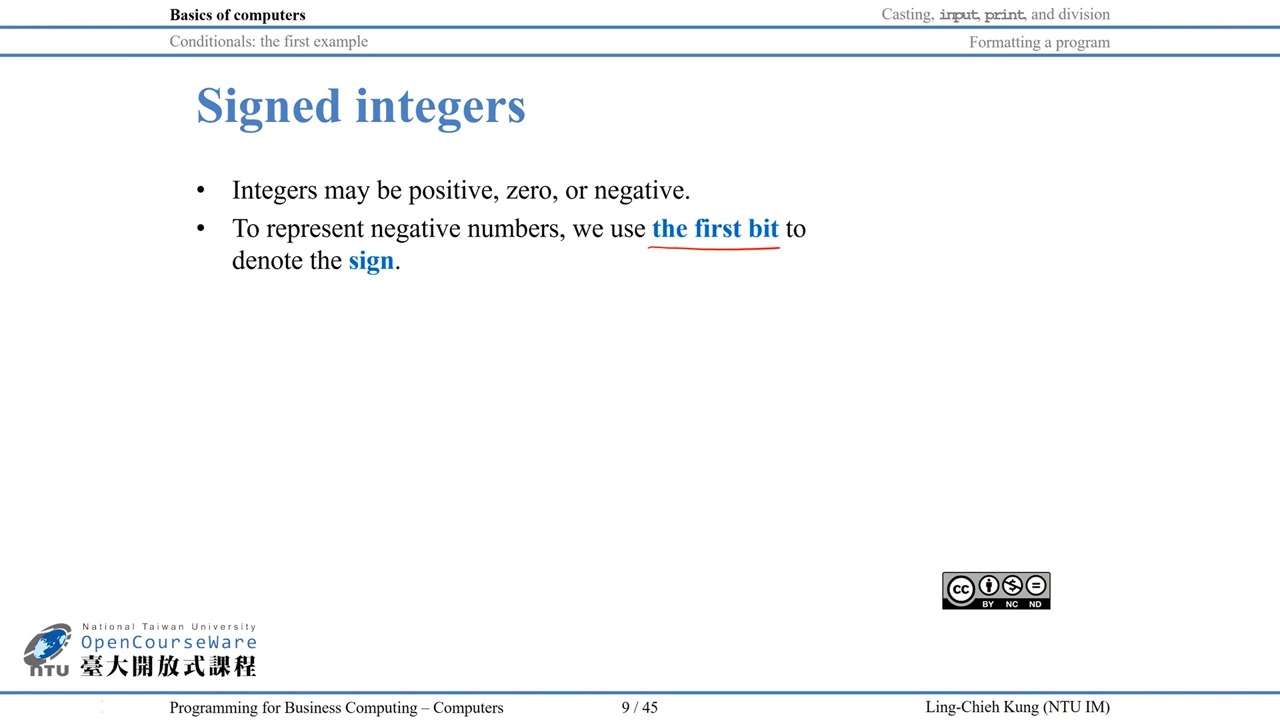 Basics of computers
Casting, input, print, and division
Conditionals: the first example
Formatting a program
Signed integers
• Integers may be positive, zero, or negative.
• To represent negative numbers, we use the first bit to
denote the sign.
cc
BY NC ND
National Taiwan University
OpenCourseWare
NTU 臺大開放式課程
Programming for Business Computing – Computers
9 / 45
Ling-Chieh Kung (NTU IM)